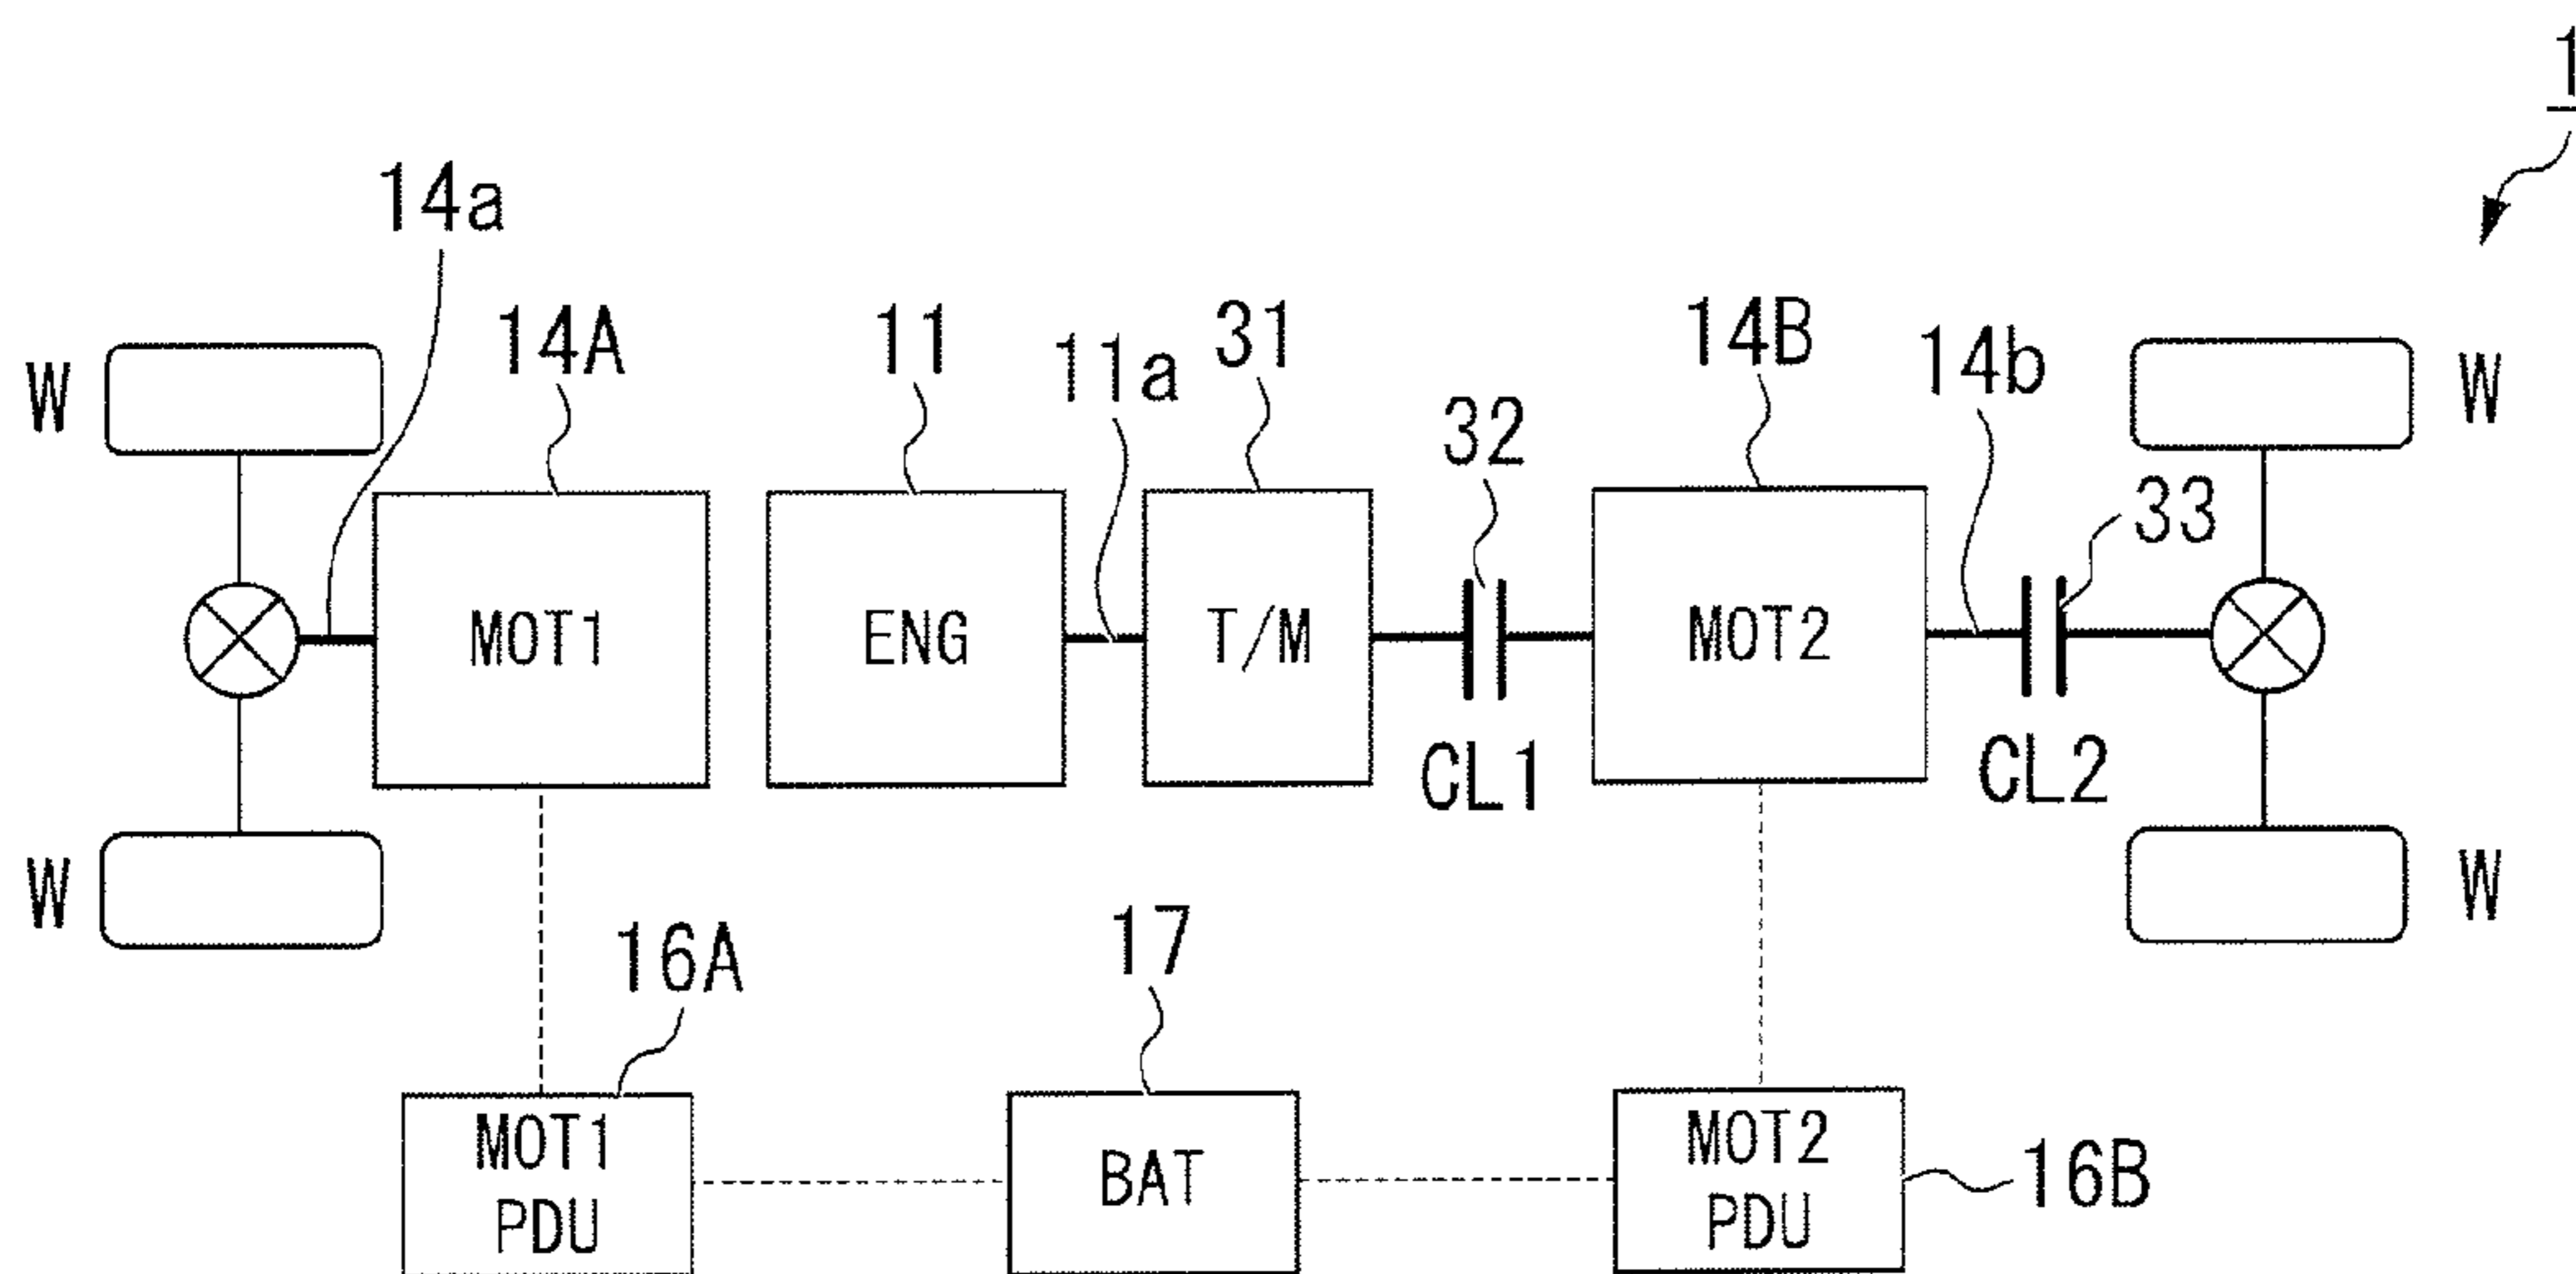 1
14a
14A
11
11a
31
32
14B
14b
33
W
W
MOT1
ENG
T/M
MOT2
CL1
CL2
W
W
16A
17
16B
MOT1
PDU
BAT
MOT2
PDU